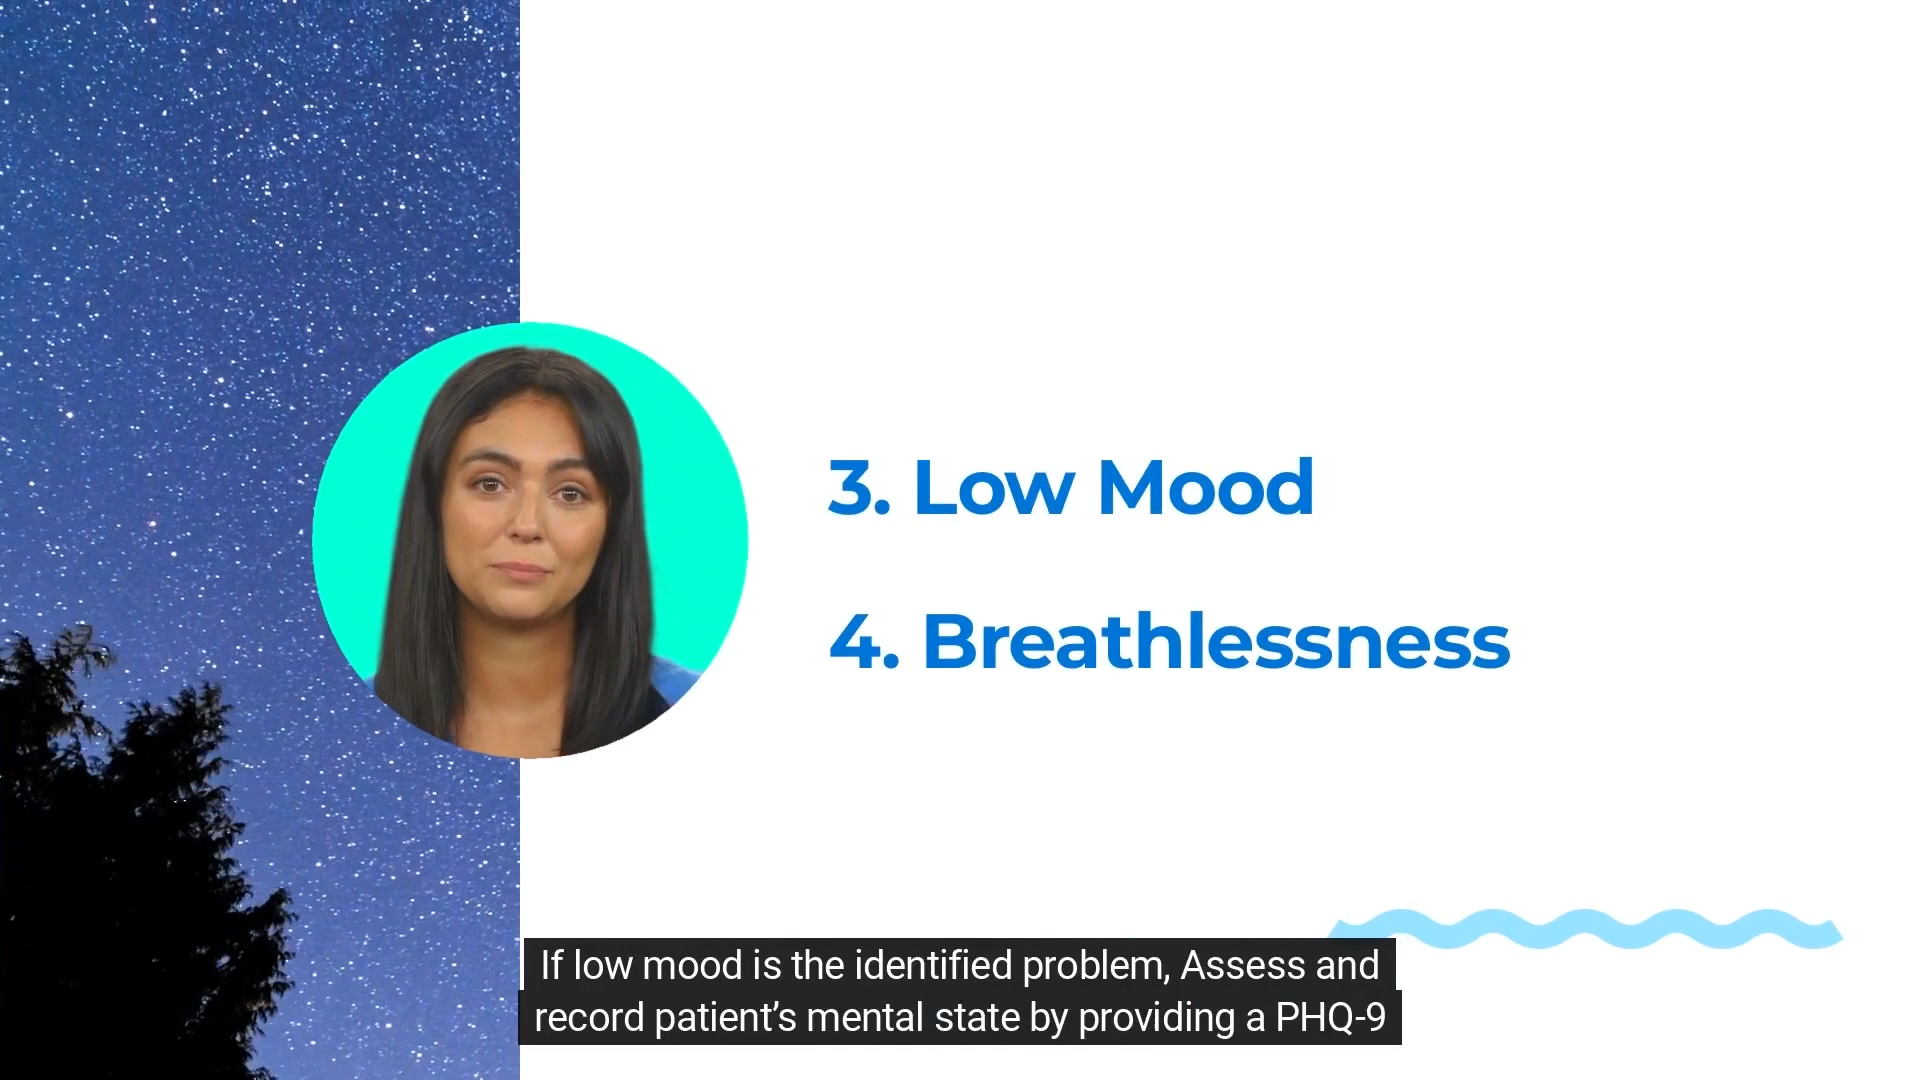 3. Low Mood
4. Breathlessness
If low mood is the identified problem, Assess and
record patient’s mental state by providing a PHQ-9